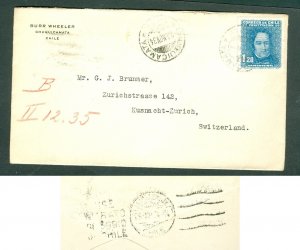 BURR WHEELER
CHUQUICAMATA
CHILE
CORREOS DE CHILE
1.20
Mr. G. J. Brunner,
Zurichstrasse 142,
Kusnacht-Zurich,
Switzerland.
B
II 12.35
CHILE